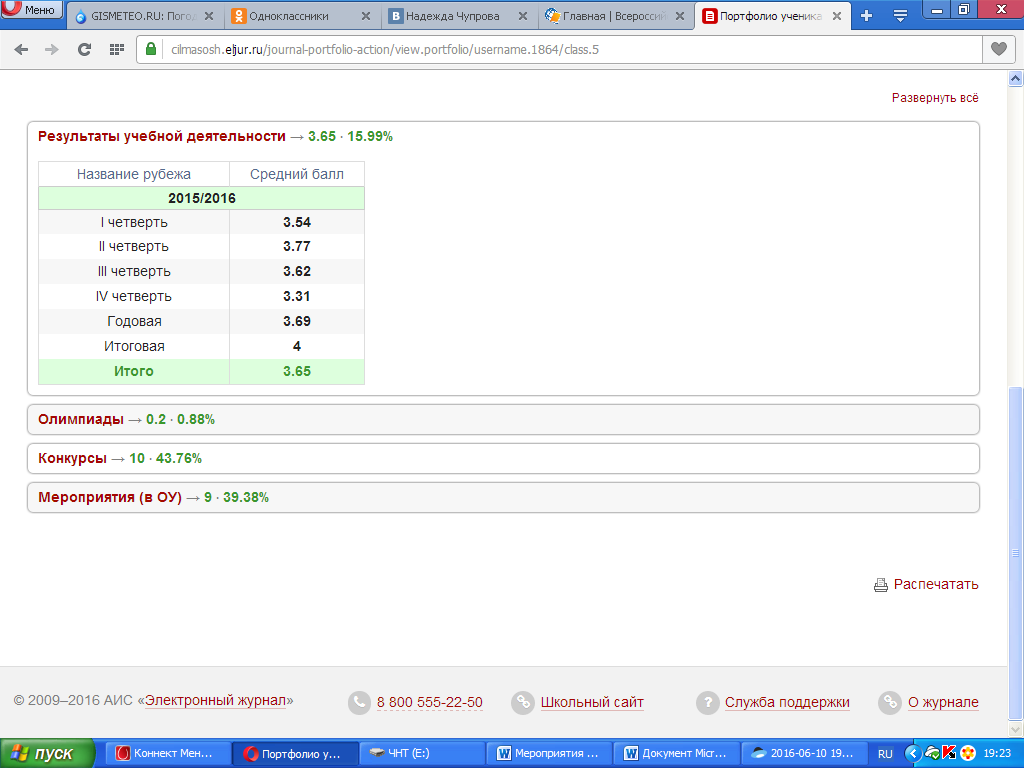 Меню
GISMETEO.RU: Пого
Одноклассники
Надежда Чупрова
Главная | Всероссий
Портфолио ученика
cilmasosh.eljur.ru/journal-portfolio-action/view.portfolio/username.1864/class.5
Развернуть всё
Результаты учебной деятельности → 3.65 · 15.99%
Название рубежа Средний балл
2015/2016
I четверть 3.54
II четверть 3.77
III четверть 3.62
IV четверть 3.31
Годовая 3.69
Итоговая 4
Итого 3.65
Олимпиады → 0.2 · 0.88%
Конкурсы → 10 · 43.76%
Мероприятия (в ОУ) → 9 · 39.38%
Распечатать
© 2009–2016 АИС «Электронный журнал» 8 800 555-22-50 Школьный сайт Служба поддержки О журнале
пуск Коннект Мен... Портфолио у... ЧНТ (E:) Мероприятия ... Документ Micr... 2016-06-10 19... RU 19:23